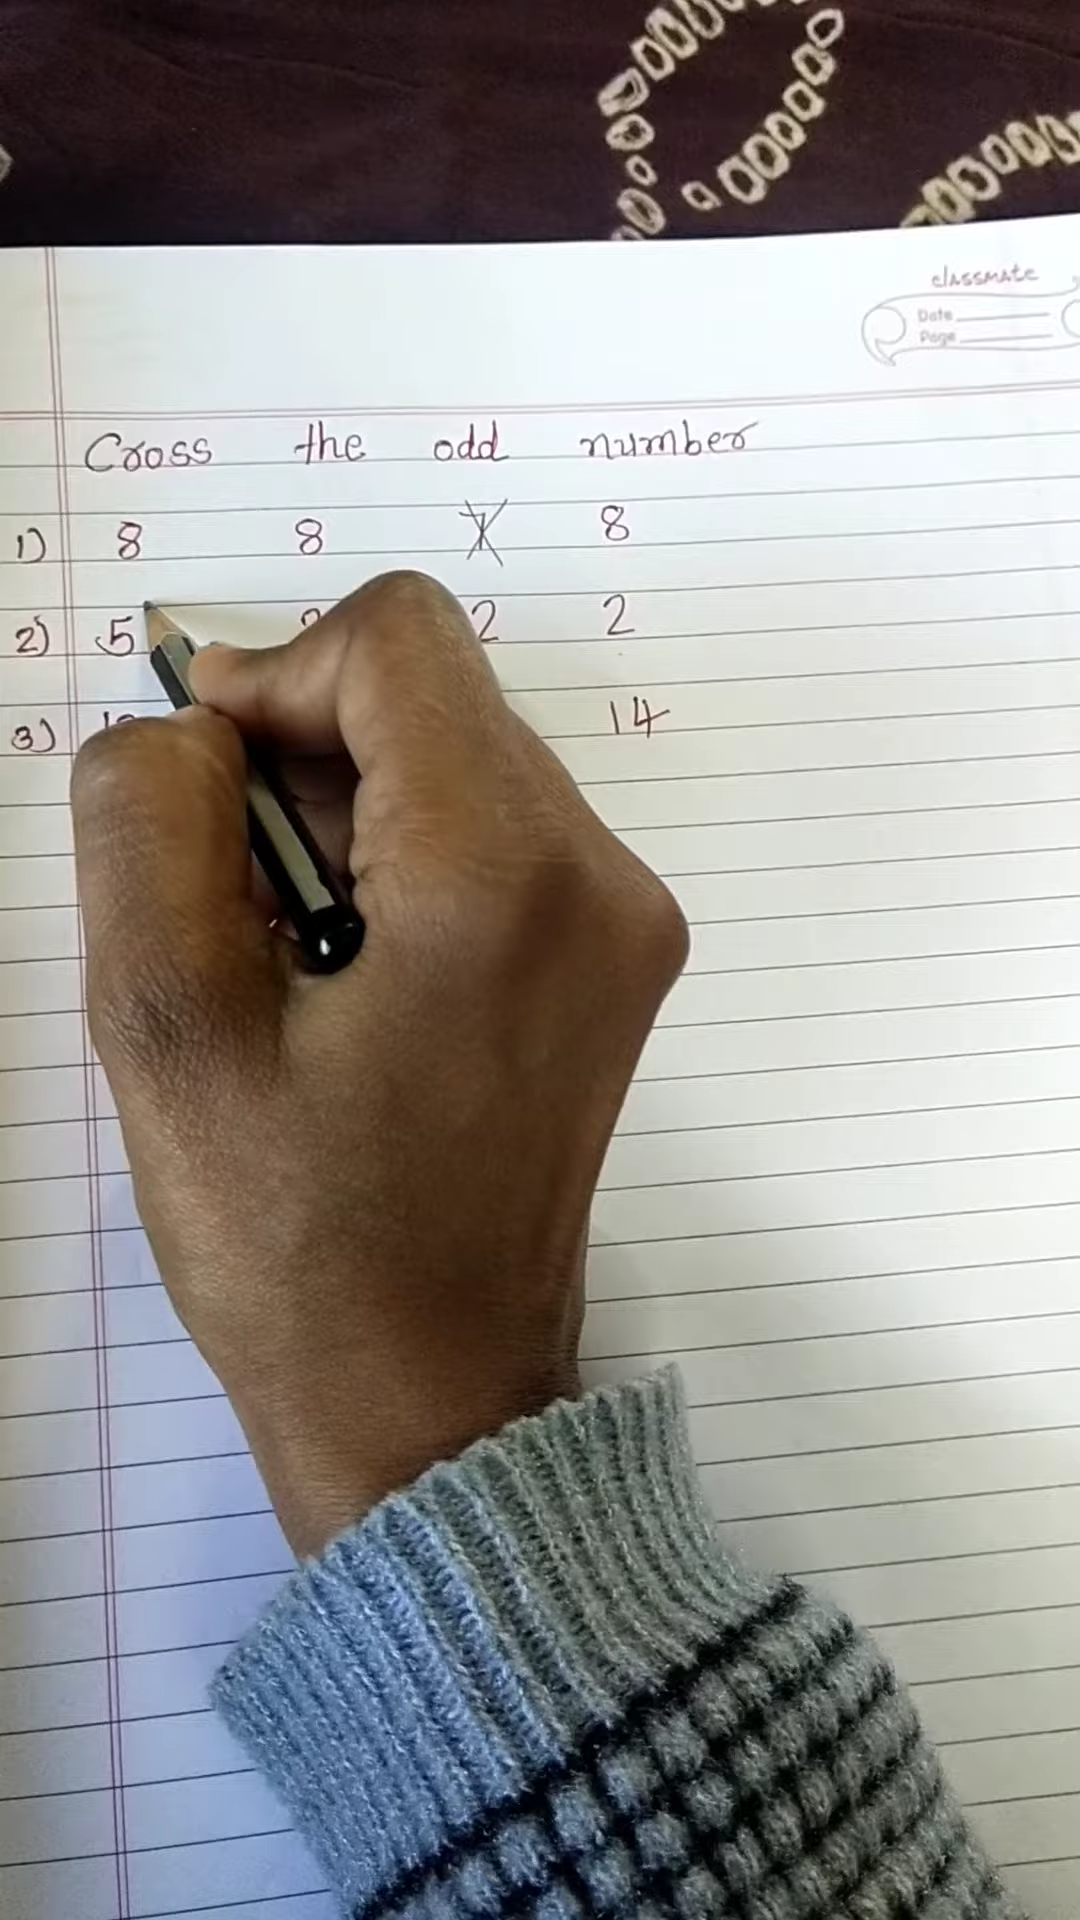 classmate
Date
Page
Cross the odd number
1) 8 8 7 8
2) 5 2 2
3) 14